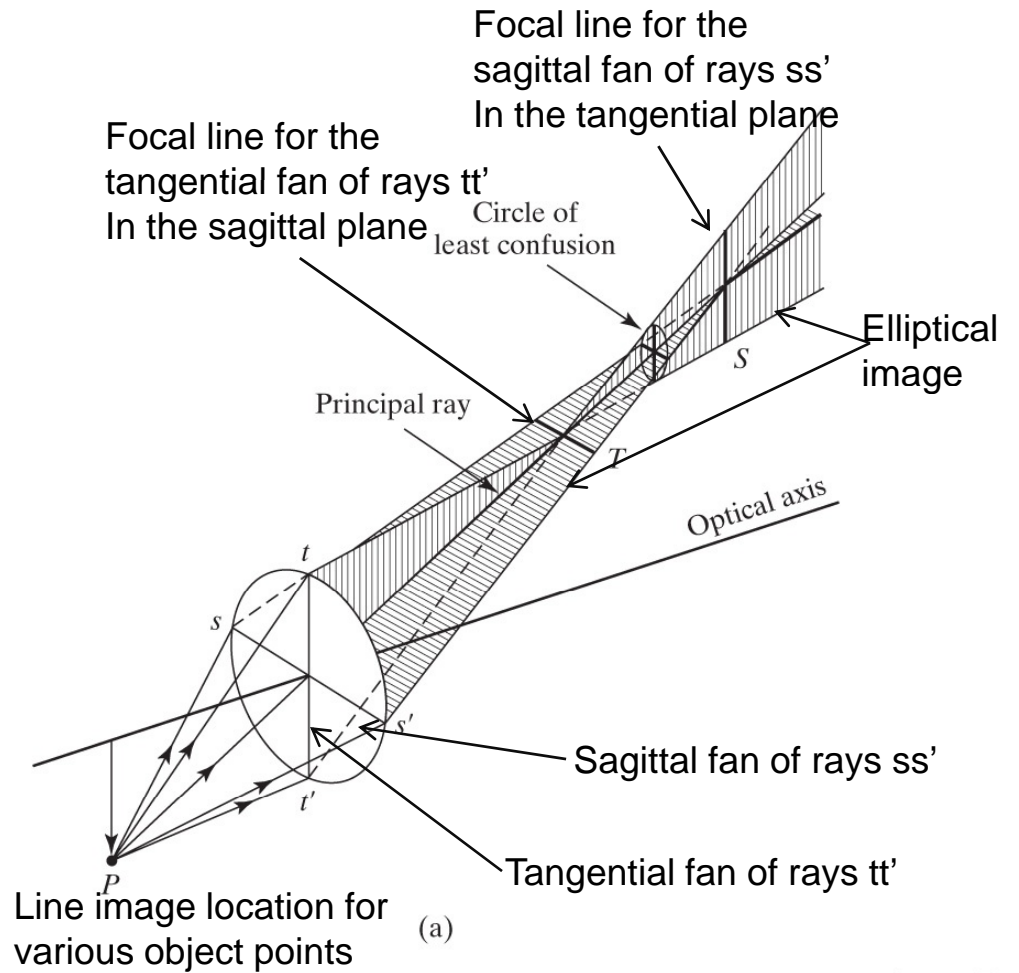 Focal line for the
sagittal fan of rays ss’
In the tangential plane
Focal line for the
tangential fan of rays tt’
In the sagittal plane
Circle of
least confusion
Elliptical
image
S
Principal ray
T
Optical axis
t
s
s'
Sagittal fan of rays ss’
t'
P
Tangential fan of rays tt’
Line image location for
various object points
(a)